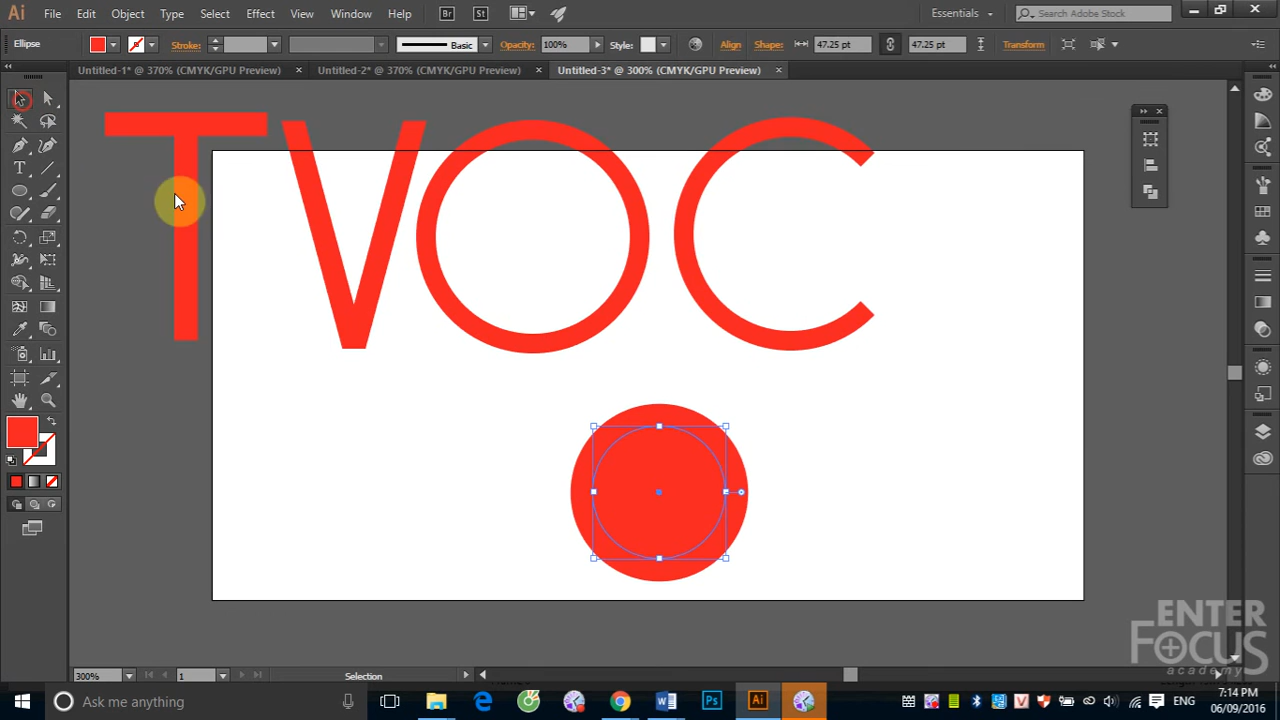 Ai File Edit Object Type Select Effect View Window Help Br St Essentials Search Adobe Stock
Ellipse Stroke: Basic Opacity: 100% Style: Align Shape: 47.25 pt 47.25 pt Transform
Untitled-1* @ 370% (CMYK/GPU Preview) × Untitled-2* @ 370% (CMYK/GPU Preview) × Untitled-3* @ 300% (CMYK/GPU Preview) ×
TVOC
ENTER
FOCUS
academy
300% 1 Selection
Ask me anything Ps Ai ENG 7:14 PM
06/09/2016